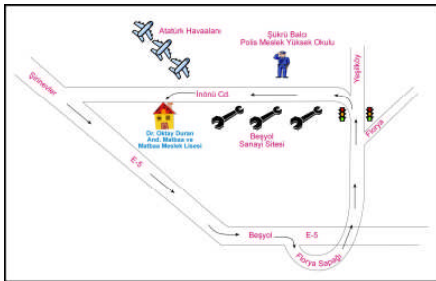 Atatürk Havaalanı
Şükrü Balcı
Polis Meslek Yüksek Okulu
Şirinevler
Yeşilköy
İnönü Cd.
Dr. Oktay Duran
And. Matbaa ve
Matbaa Meslek Lisesi
Beşyol
Sanayi Sitesi
Florya
E-5
Beşyol
E-5
Florya Sapağı